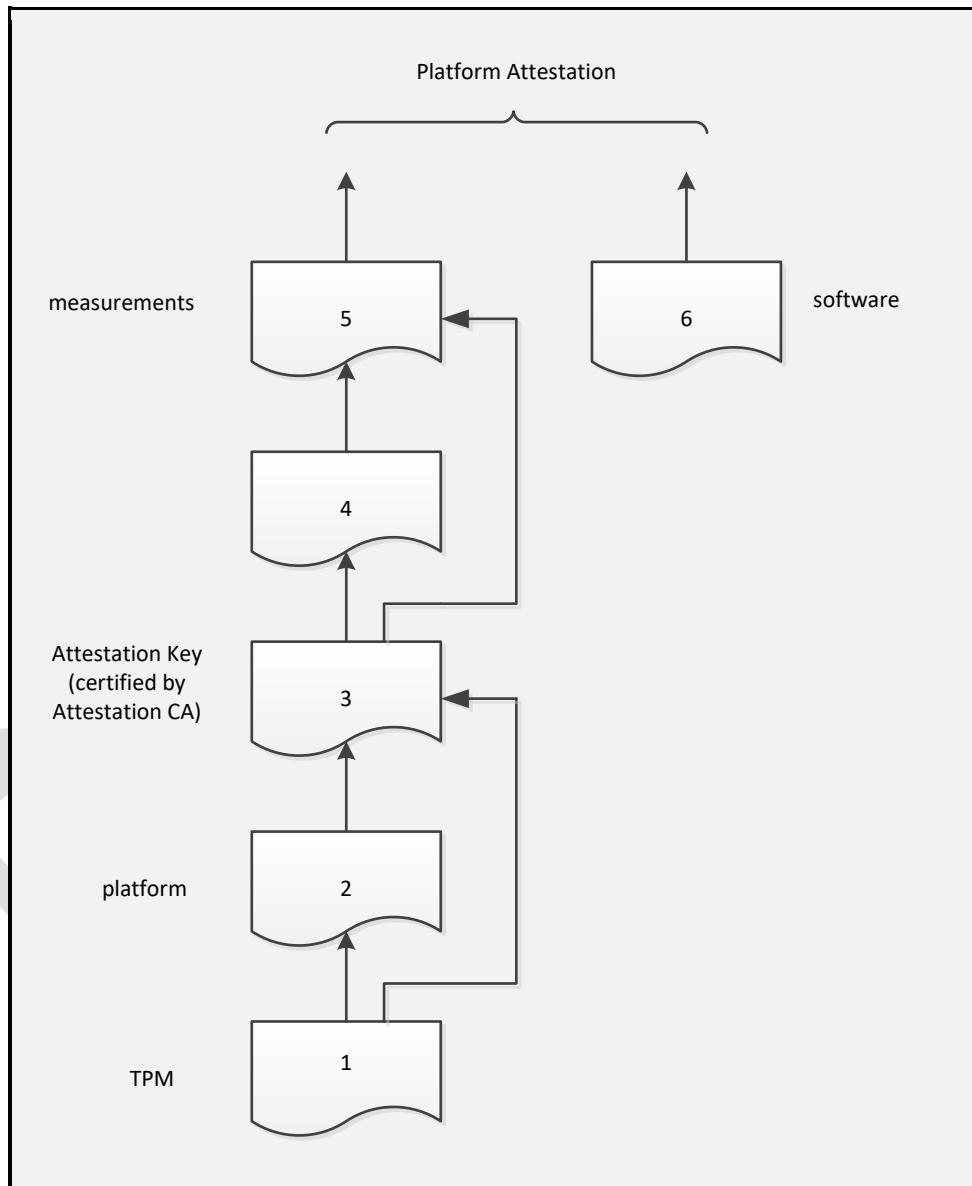 Platform Attestation
measurements
5
6
software
4
Attestation Key
(certified by
Attestation CA)
3
platform
2
TPM
1